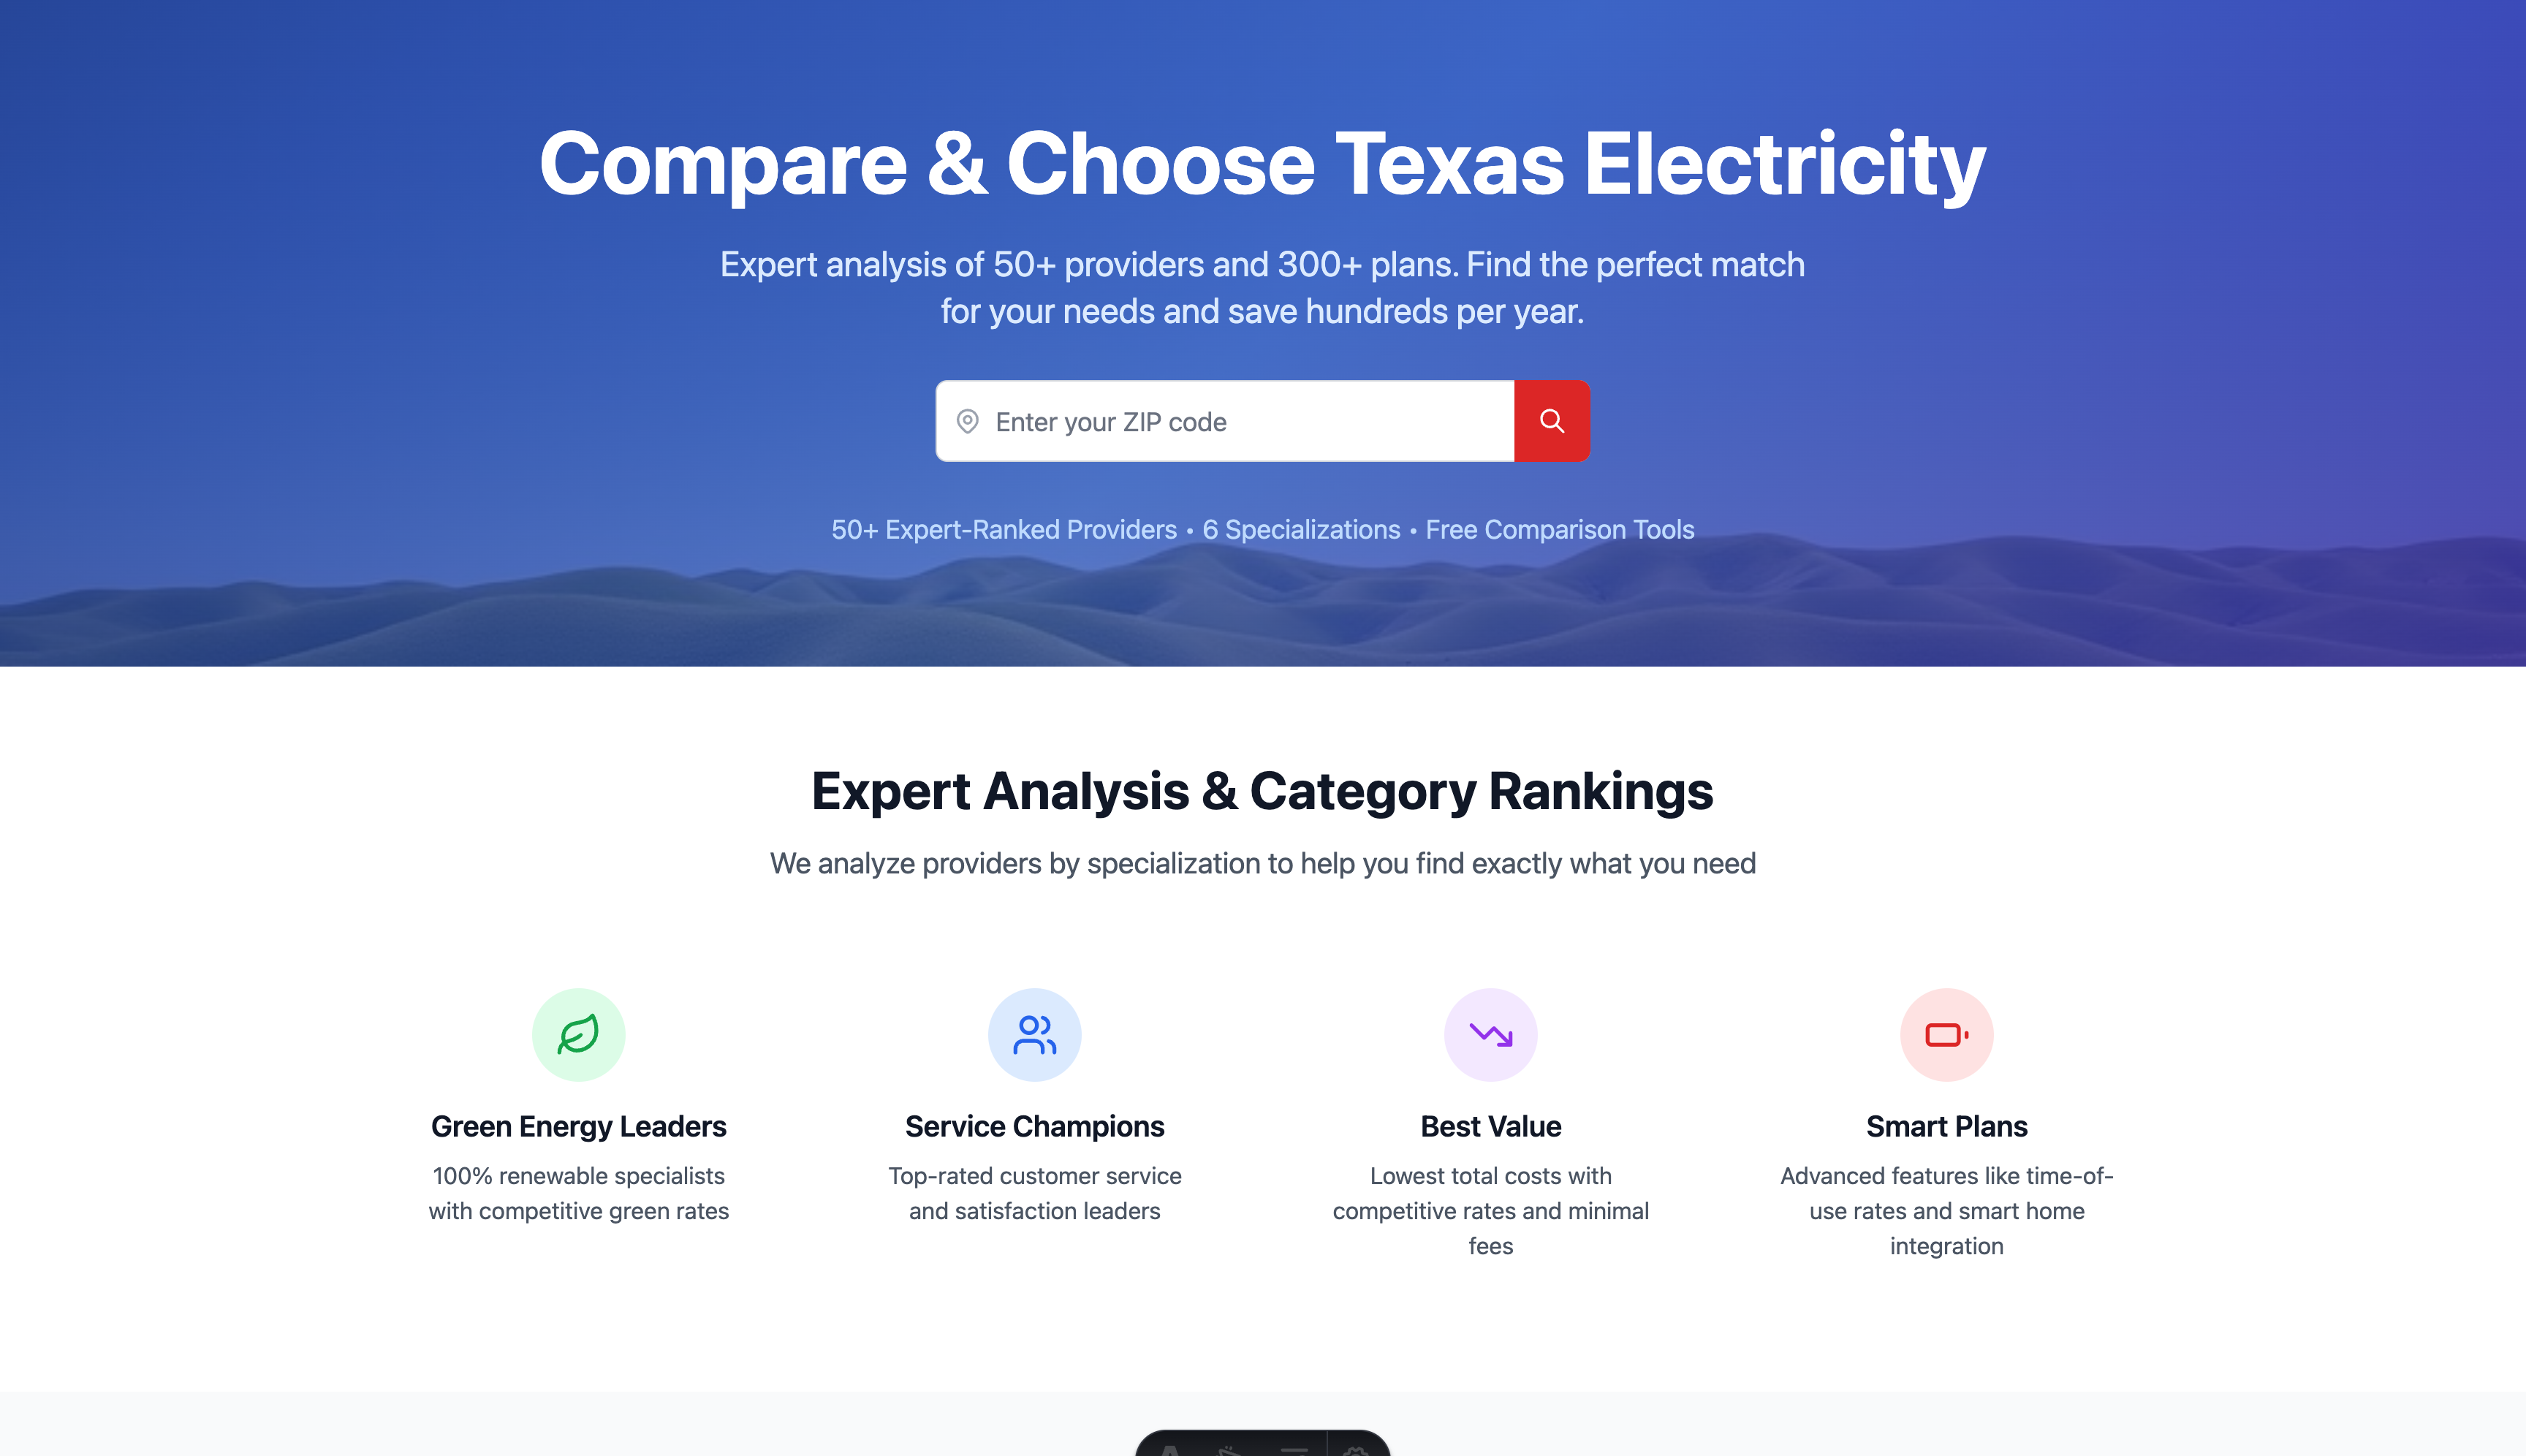 Compare & Choose Texas Electricity
Expert analysis of 50+ providers and 300+ plans. Find the perfect match
for your needs and save hundreds per year.
Enter your ZIP code
50+ Expert-Ranked Providers • 6 Specializations • Free Comparison Tools
Expert Analysis & Category Rankings
We analyze providers by specialization to help you find exactly what you need
Green Energy Leaders
100% renewable specialists
with competitive green rates
Service Champions
Top-rated customer service
and satisfaction leaders
Best Value
Lowest total costs with
competitive rates and minimal
fees
Smart Plans
Advanced features like time-of-
use rates and smart home
integration